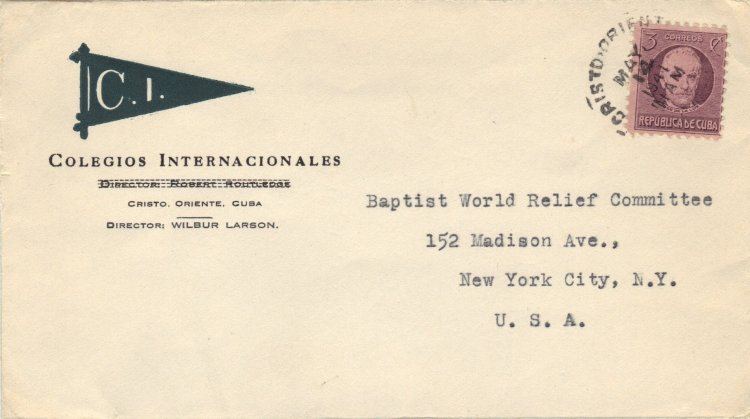 C. I.
COLEGIOS INTERNACIONALES
DIRECTOR: ROBERT ROUTLEDGE
CRISTO, ORIENTE, CUBA
DIRECTOR: WILBUR LARSON.
CRISTO ORIENTE
MAY
3 CORREOS ¢
REPUBLICA DE CUBA
Baptist World Relief Committee
152 Madison Ave.,
New York City, N.Y.
U. S. A.